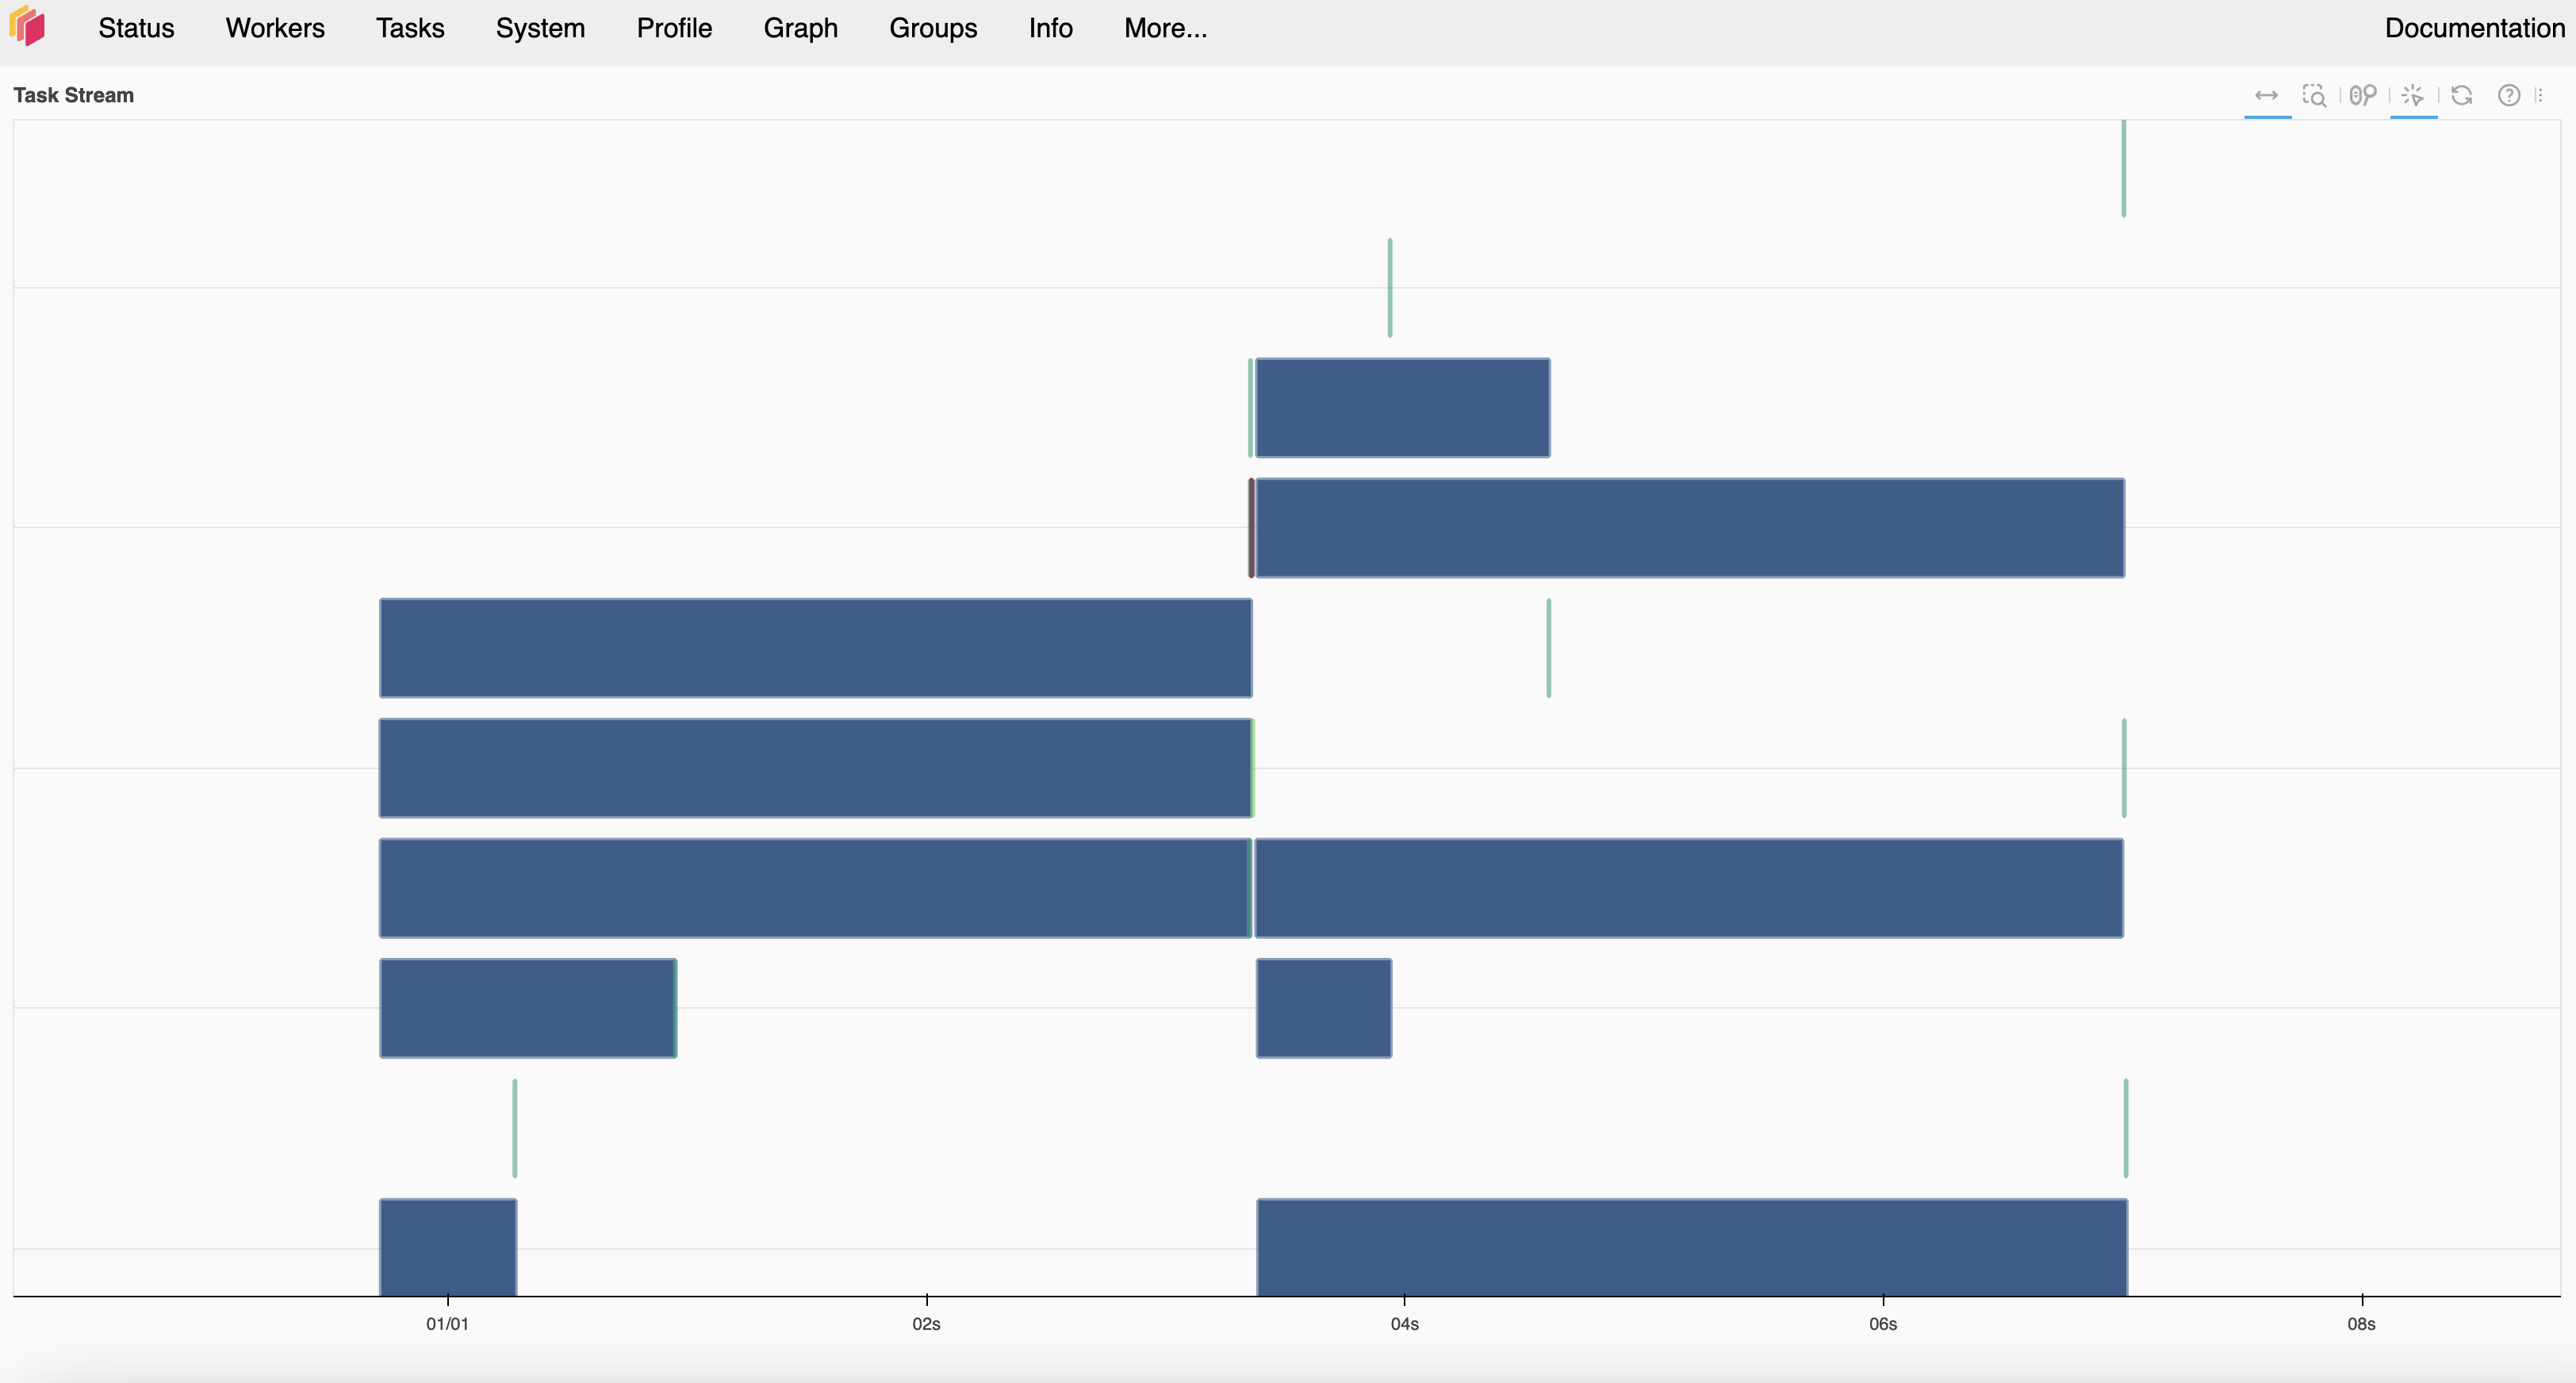 Status Workers Tasks System Profile Graph Groups Info More... Documentation
Task Stream
01/01 02s 04s 06s 08s